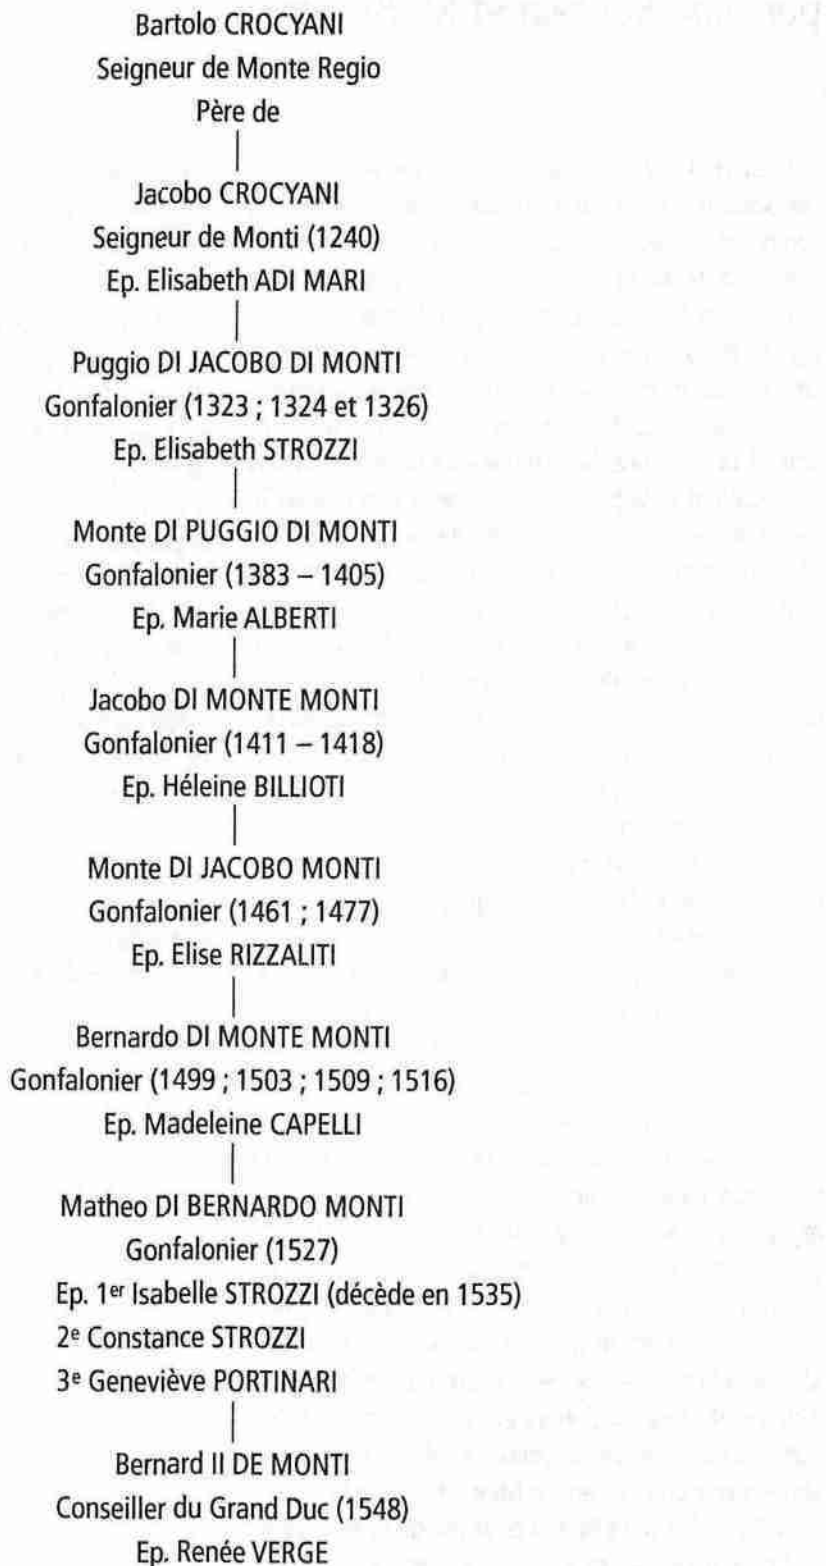 Bartolo CROCYANI
Seigneur de Monte Regio
Père de
Jacobo CROCYANI
Seigneur de Monti (1240)
Ep. Elisabeth ADI MARI
Puggio DI JACOBO DI MONTI
Gonfalonier (1323 ; 1324 et 1326)
Ep. Elisabeth STROZZI
Monte DI PUGGIO DI MONTI
Gonfalonier (1383 – 1405)
Ep. Marie ALBERTI
Jacobo DI MONTE MONTI
Gonfalonier (1411 – 1418)
Ep. Héleine BILLIOTI
Monte DI JACOBO MONTI
Gonfalonier (1461 ; 1477)
Ep. Elise RIZZALITI
Bernardo DI MONTE MONTI
Gonfalonier (1499 ; 1503 ; 1509 ; 1516)
Ep. Madeleine CAPELLI
Matheo DI BERNARDO MONTI
Gonfalonier (1527)
Ep. 1er Isabelle STROZZI (décède en 1535)
2e Constance STROZZI
3e Geneviève PORTINARI
Bernard II DE MONTI
Conseiller du Grand Duc (1548)
Ep. Renée VERGE